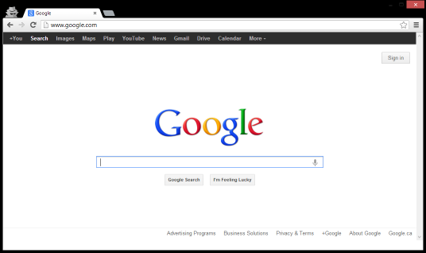 Google
www.google.com
+You Search Images Maps Play YouTube News Gmail Drive Calendar More
Sign in
Google
Google Search I'm Feeling Lucky
Advertising Programs Business Solutions Privacy & Terms +Google About Google Google.ca